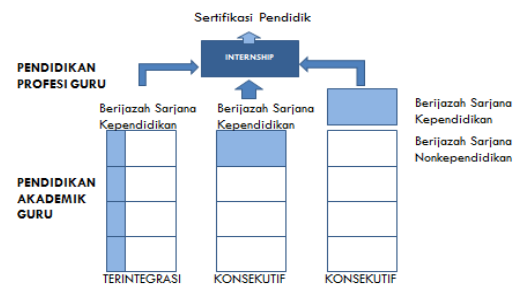 Sertifikasi Pendidik
INTERNSHIP
PENDIDIKAN
PROFESI GURU
Berijazah Sarjana
Kependidikan
Berijazah Sarjana
Kependidikan
Berijazah Sarjana
Kependidikan
Berijazah Sarjana
Nonkependidikan
PENDIDIKAN
AKADEMIK
GURU
TERINTEGRASI
KONSEKUTIF
KONSEKUTIF